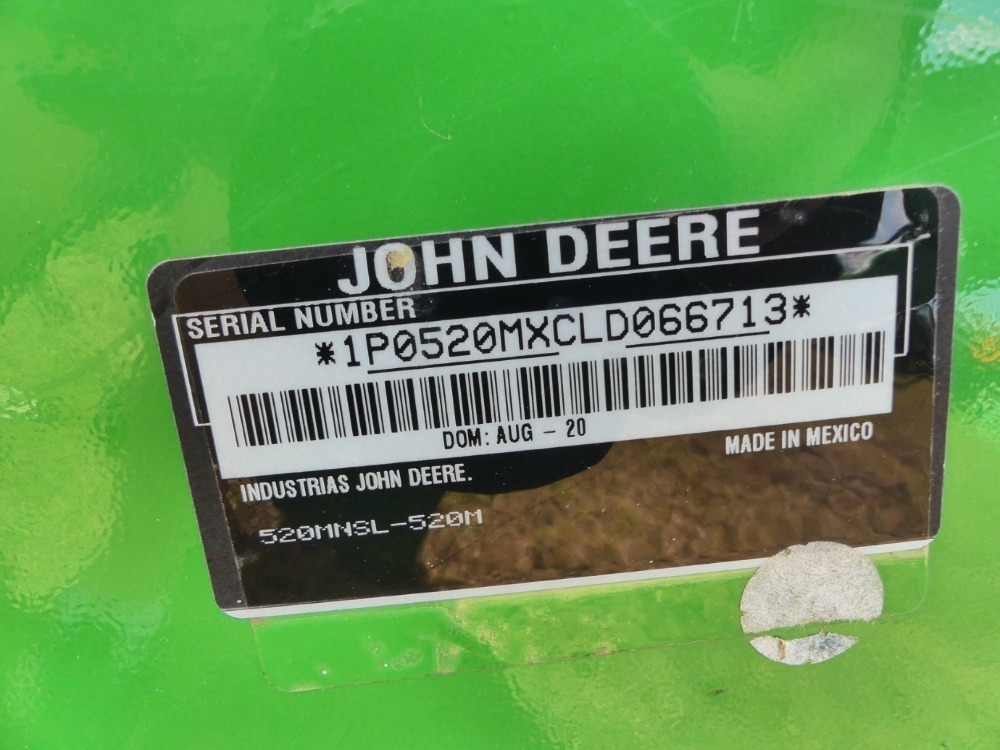 JOHN DEERE
SERIAL NUMBER
*1P0520MXCLD066713*
DOM: AUG - 20
MADE IN MEXICO
INDUSTRIAS JOHN DEERE.
520MNSL-520M